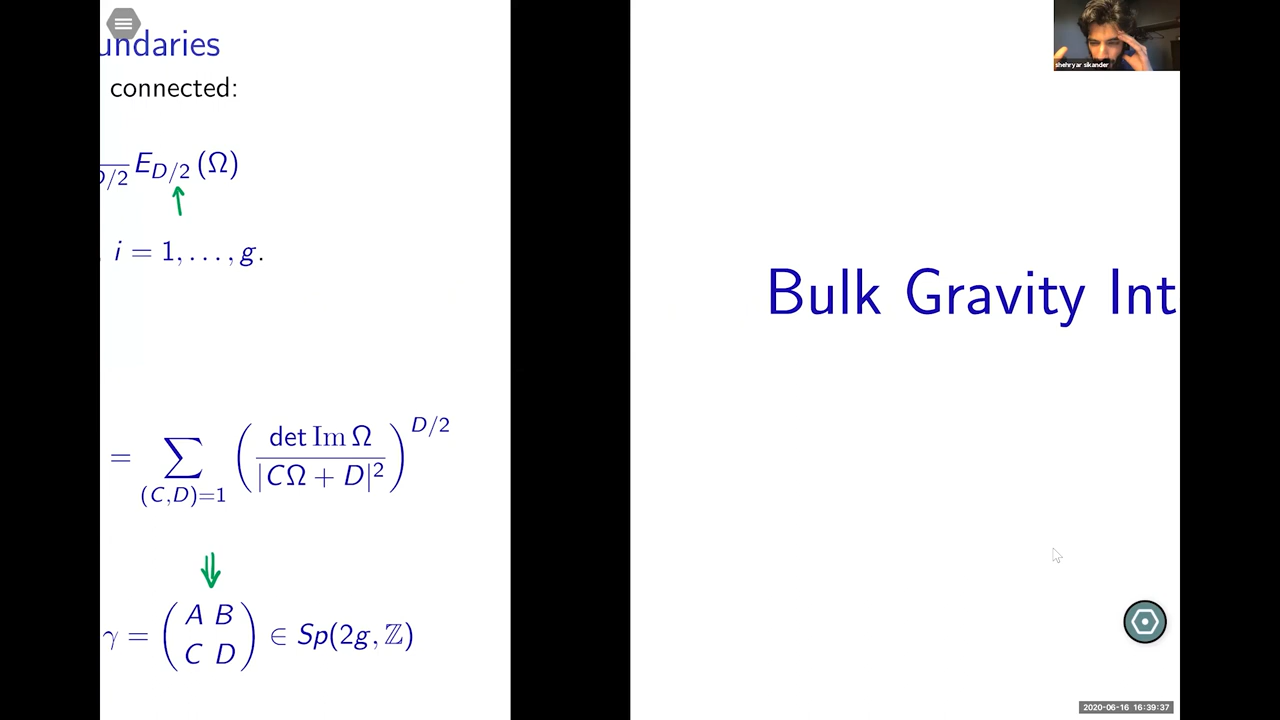 undaries
connected:
D/2 E_{D/2}(Ω)
, i = 1, . . . , g.
= ∑_{(C,D)=1} (det Im Ω / |CΩ + D|²)^{D/2}
γ = (A B
C D) ∈ Sp(2g, ℤ)
Bulk Gravity Int
shehryar sikander
2020-06-16 16:39:37